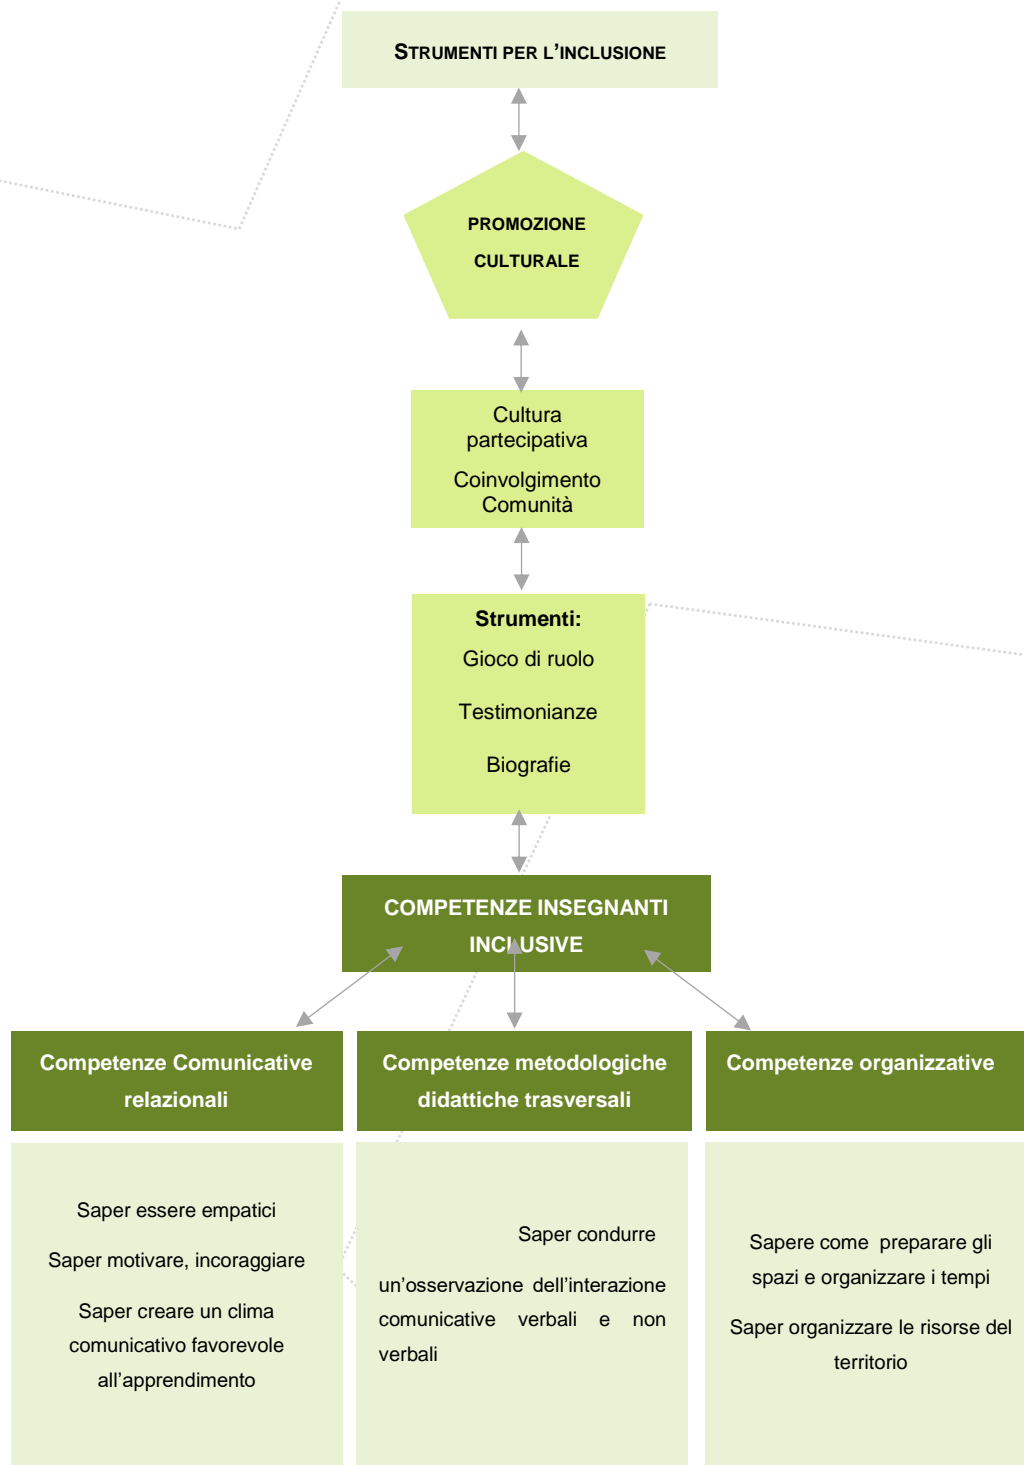 STRUMENTI PER L'INCLUSIONE
PROMOZIONE
CULTURALE
Cultura
partecipativa
Coinvolgimento
Comunità
Strumenti:
Gioco di ruolo
Testimonianze
Biografie
COMPETENZE INSEGNANTI
INCLUSIVE
Competenze Comunicative
relazionali
Saper essere empatici
Saper motivare, incoraggiare
Saper creare un clima
comunicativo favorevole
all'apprendimento
Competenze metodologiche
didattiche trasversali
Saper condurre
un'osservazione dell'interazione
comunicative verbali e non
verbali
Competenze organizzative
Sapere come preparare gli
spazi e organizzare i tempi
Saper organizzare le risorse del
territorio